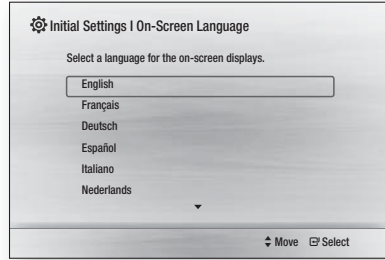 Initial Settings I On-Screen Language
Select a language for the on-screen displays.
English
Français
Deutsch
Español
Italiano
Nederlands
Move Select